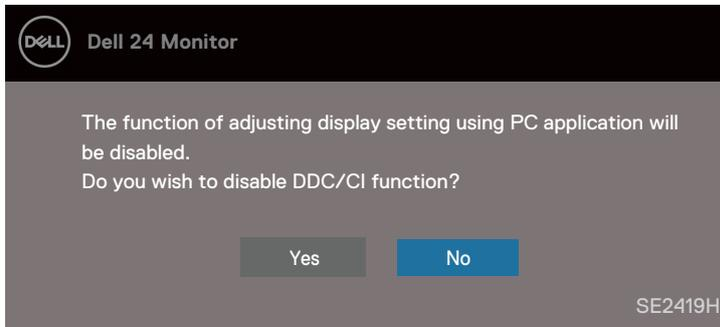 DELL
Dell 24 Monitor
The function of adjusting display setting using PC application will
be disabled.
Do you wish to disable DDC/CI function?
Yes
No
SE2419H